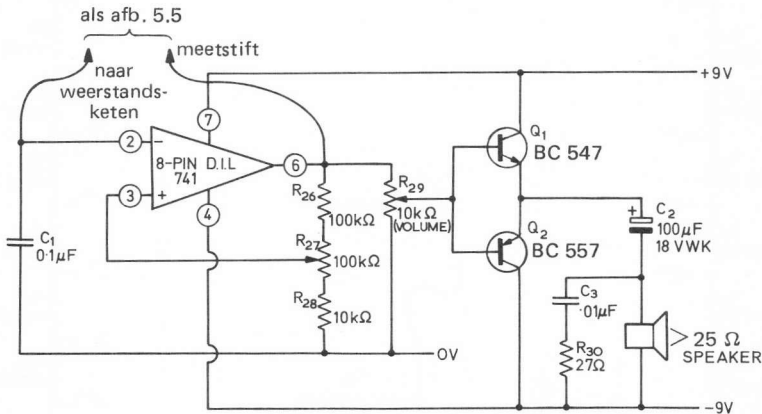 als afb. 5.5
meetstift
naar
weerstands-
keten
+9V
7
2
−
8-PIN D.I.L
741
6
3
+
4
Q1
BC 547
R26
100kΩ
R29
10kΩ
(VOLUME)
R27
100kΩ
R28
10kΩ
C1
0·1µF
Q2
BC 557
+
C2
100µF
18 VWK
C3
·01µF
R30
27Ω
>25 Ω
SPEAKER
0V
−9V